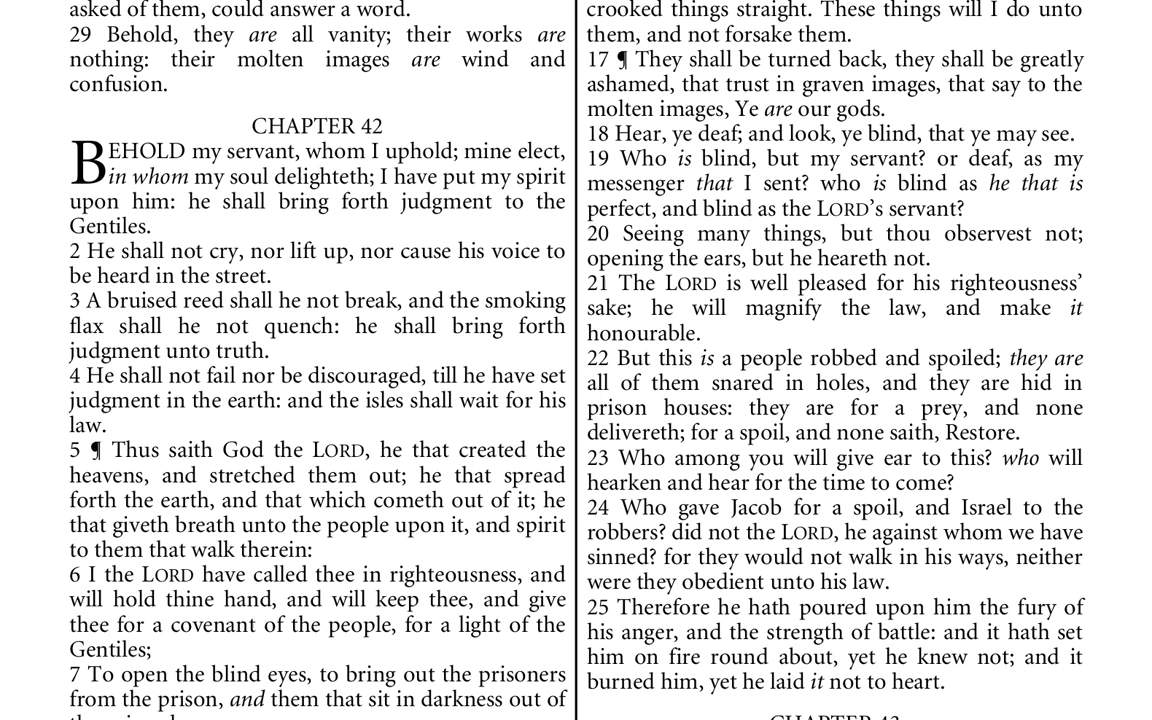 asked of them, could answer a word.
29 Behold, they are all vanity; their works are
nothing: their molten images are wind and
confusion.
CHAPTER 42
BEHOLD my servant, whom I uphold; mine elect,
in whom my soul delighteth; I have put my spirit
upon him: he shall bring forth judgment to the
Gentiles.
2 He shall not cry, nor lift up, nor cause his voice to
be heard in the street.
3 A bruised reed shall he not break, and the smoking
flax shall he not quench: he shall bring forth
judgment unto truth.
4 He shall not fail nor be discouraged, till he have set
judgment in the earth: and the isles shall wait for his
law.
5 ¶ Thus saith God the LORD, he that created the
heavens, and stretched them out; he that spread
forth the earth, and that which cometh out of it; he
that giveth breath unto the people upon it, and spirit
to them that walk therein:
6 I the LORD have called thee in righteousness, and
will hold thine hand, and will keep thee, and give
thee for a covenant of the people, for a light of the
Gentiles;
7 To open the blind eyes, to bring out the prisoners
from the prison, and them that sit in darkness out of
crooked things straight. These things will I do unto
them, and not forsake them.
17 ¶ They shall be turned back, they shall be greatly
ashamed, that trust in graven images, that say to the
molten images, Ye are our gods.
18 Hear, ye deaf; and look, ye blind, that ye may see.
19 Who is blind, but my servant? or deaf, as my
messenger that I sent? who is blind as he that is
perfect, and blind as the LORD’s servant?
20 Seeing many things, but thou observest not;
opening the ears, but he heareth not.
21 The LORD is well pleased for his righteousness’
sake; he will magnify the law, and make it
honourable.
22 But this is a people robbed and spoiled; they are
all of them snared in holes, and they are hid in
prison houses: they are for a prey, and none
delivereth; for a spoil, and none saith, Restore.
23 Who among you will give ear to this? who will
hearken and hear for the time to come?
24 Who gave Jacob for a spoil, and Israel to the
robbers? did not the LORD, he against whom we have
sinned? for they would not walk in his ways, neither
were they obedient unto his law.
25 Therefore he hath poured upon him the fury of
his anger, and the strength of battle: and it hath set
him on fire round about, yet he knew not; and it
burned him, yet he laid it not to heart.